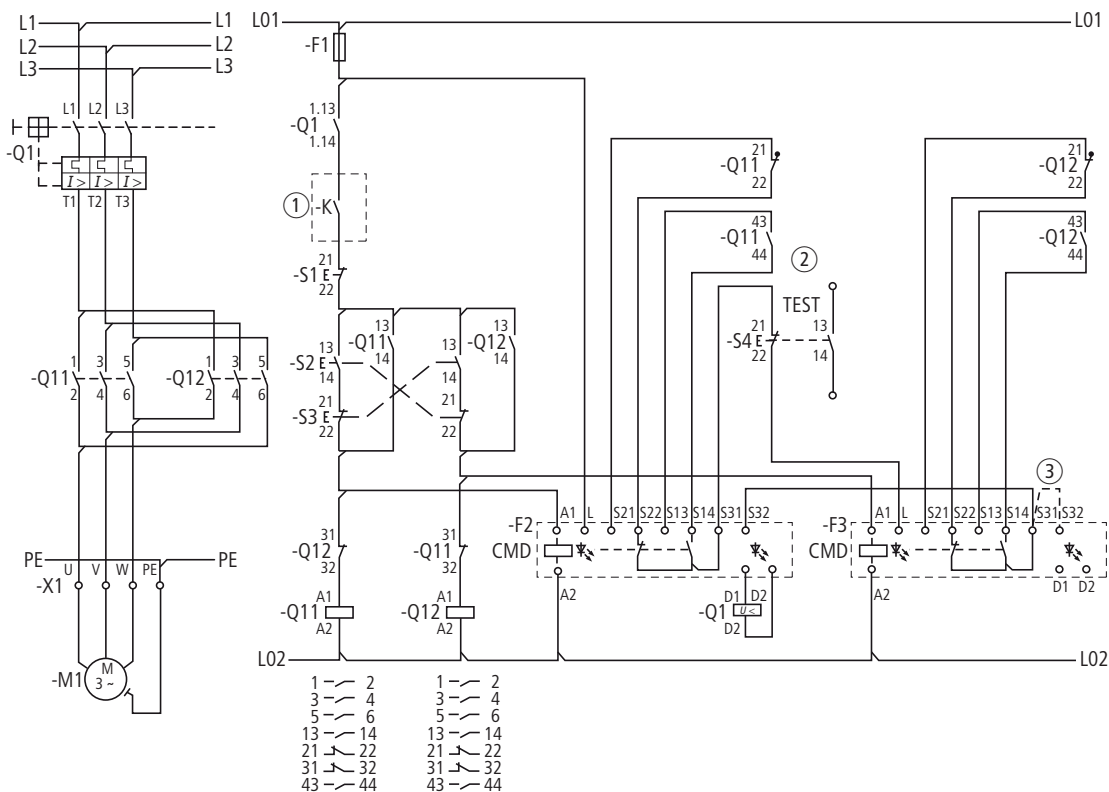 L1 L1 L01 L01
L2 L2
L3 L3
-F1
L1 L2 L3
-Q1
I> I> I>
T1 T2 T3
1.13
-Q1
1.14
1 -K
21
-S1 E
22
21
-Q11
22
43
-Q11
44
21
-Q12
22
43
-Q12
44
2
TEST
21 13
-S4 E
22 14
13 13
-Q11 -Q12
14 14
13 13
-S2 E
14 14
21 21
-S3 E
22 22
1 3 5 1 3 5
-Q11 -Q12
2 4 6 2 4 6
3
A1 L S21 S22 S13 S14 S31 S32
-F2
CMD
A2
D1 D2
-Q1 U<
D2
A1 L S21 S22 S13 S14 S31 S32
-F3
CMD
A2
D1 D2
31 31
-Q12 -Q11
32 32
A1 A1
-Q11 -Q12
A2 A2
PE PE
U V W PE
-X1
-M1
M
3 ~
L02 L02
1 2 1 2
3 4 3 4
5 6 5 6
13 14 13 14
21 22 21 22
31 32 31 32
43 44 43 44